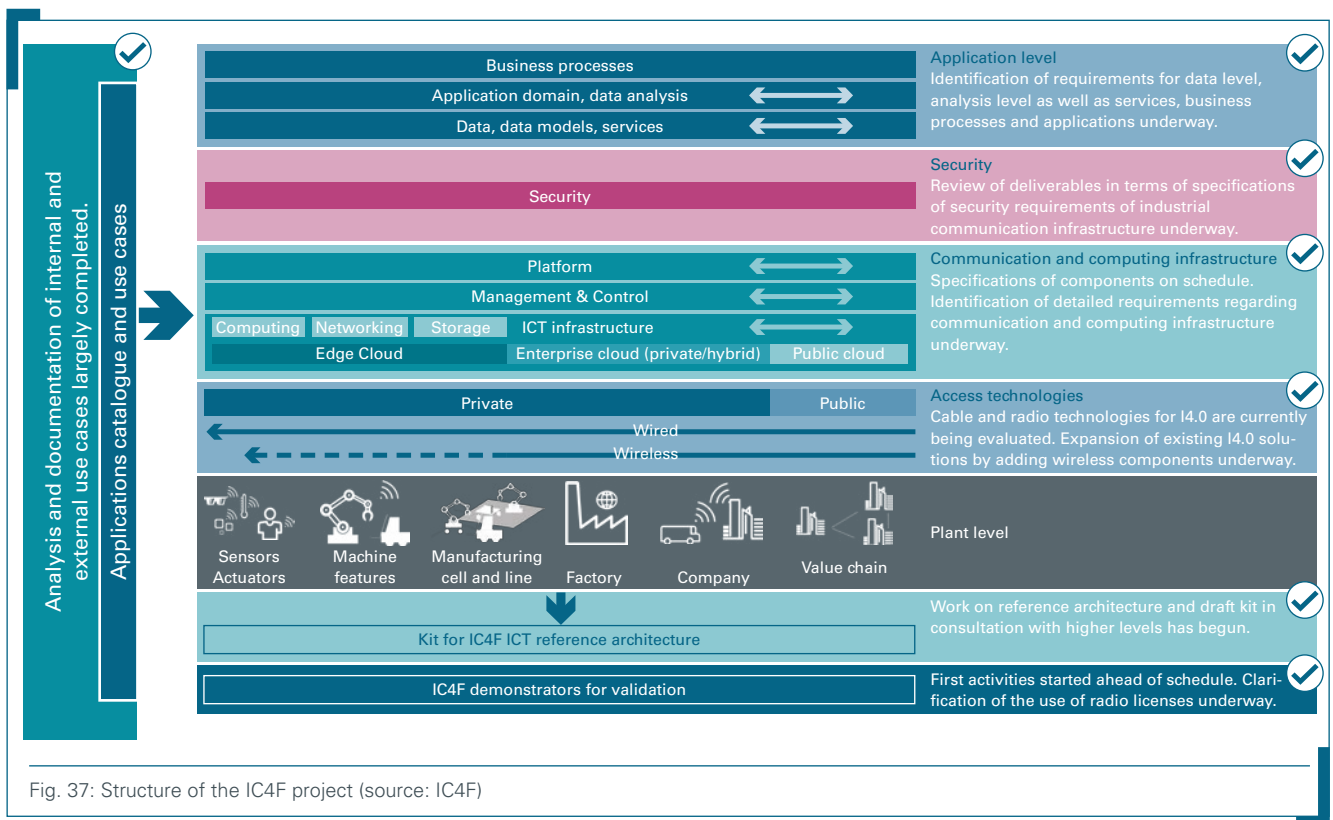 Analysis and documentation of internal and
external use cases largely completed.
Applications catalogue and use cases
Business processes
Application domain, data analysis
Data, data models, services
Application level
Identification of requirements for data level,
analysis level as well as services, business
processes and applications underway.
Security
Security
Review of deliverables in terms of specifications
of security requirements of industrial
communication infrastructure underway.
Platform
Management & Control
Computing
Networking
Storage
ICT infrastructure
Edge Cloud
Enterprise cloud (private/hybrid)
Public cloud
Communication and computing infrastructure
Specifications of components on schedule.
Identification of detailed requirements regarding
communication and computing infrastructure
underway.
Private
Public
Wired
Wireless
Access technologies
Cable and radio technologies for I4.0 are currently
being evaluated. Expansion of existing I4.0 solu-
tions by adding wireless components underway.
Sensors
Actuators
Machine
features
Manufacturing
cell and line
Factory
Company
Value chain
Plant level
Kit for IC4F ICT reference architecture
Work on reference architecture and draft kit in
consultation with higher levels has begun.
IC4F demonstrators for validation
First activities started ahead of schedule. Clari-
fication of the use of radio licenses underway.
Fig. 37: Structure of the IC4F project (source: IC4F)